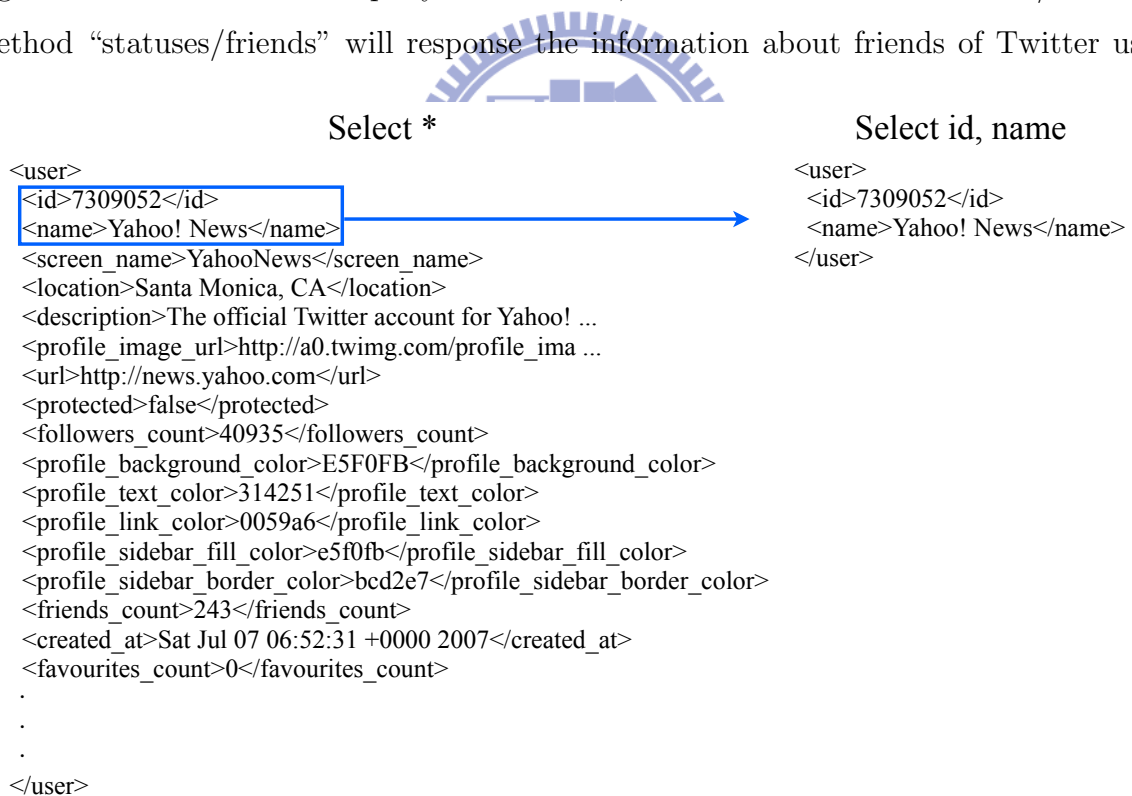 ethod “statuses/friends” will response the information about friends of Twitter us
Select *
<user>
<id>7309052</id>
<name>Yahoo! News</name>
<screen_name>YahooNews</screen_name>
<location>Santa Monica, CA</location>
<description>The official Twitter account for Yahoo! ...
<profile_image_url>http://a0.twimg.com/profile_ima ...
<url>http://news.yahoo.com</url>
<protected>false</protected>
<followers_count>40935</followers_count>
<profile_background_color>E5F0FB</profile_background_color>
<profile_text_color>314251</profile_text_color>
<profile_link_color>0059a6</profile_link_color>
<profile_sidebar_fill_color>e5f0fb</profile_sidebar_fill_color>
<profile_sidebar_border_color>bcd2e7</profile_sidebar_border_color>
<friends_count>243</friends_count>
<created_at>Sat Jul 07 06:52:31 +0000 2007</created_at>
<favourites_count>0</favourites_count>
.
.
.
</user>
Select id, name
<user>
<id>7309052</id>
<name>Yahoo! News</name>
</user>